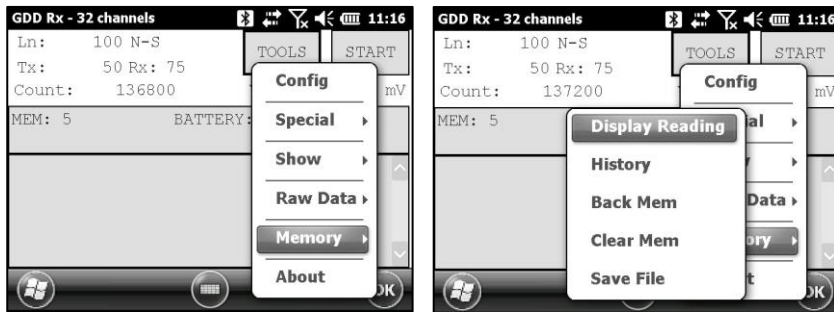 GDD Rx - 32 channels 11:16
Ln: 100 N-S
TOOLS START
Tx: 50 Rx: 75
Count: 136800 mV
MEM: 5 BATTERY:
Config
Special
Show
Raw Data
Memory
About
OK
GDD Rx - 32 channels 11:16
Ln: 100 N-S
TOOLS START
Tx: 50 Rx: 75
Count: 137200 mV
MEM: 5
Config
Data
Display Reading
History
Back Mem
Clear Mem
Save File
OK